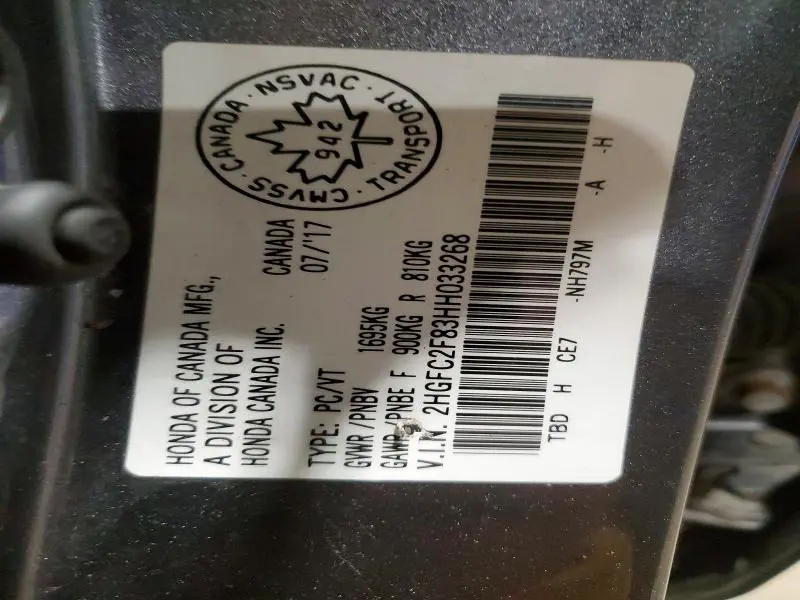 HONDA OF CANADA MFG.,
A DIVISION OF
HONDA CANADA INC.
CANADA
07/'17
CMVSS · CANADA · NSVAC · TRANSPORT
942
TYPE: PC/VT
GVWR /PNBV 1695KG
GAWR /PNBE F 900KG R 810KG
V.I.N. 2HGFC2F83HH033268
TBD H CE7 -NH797M -A -H